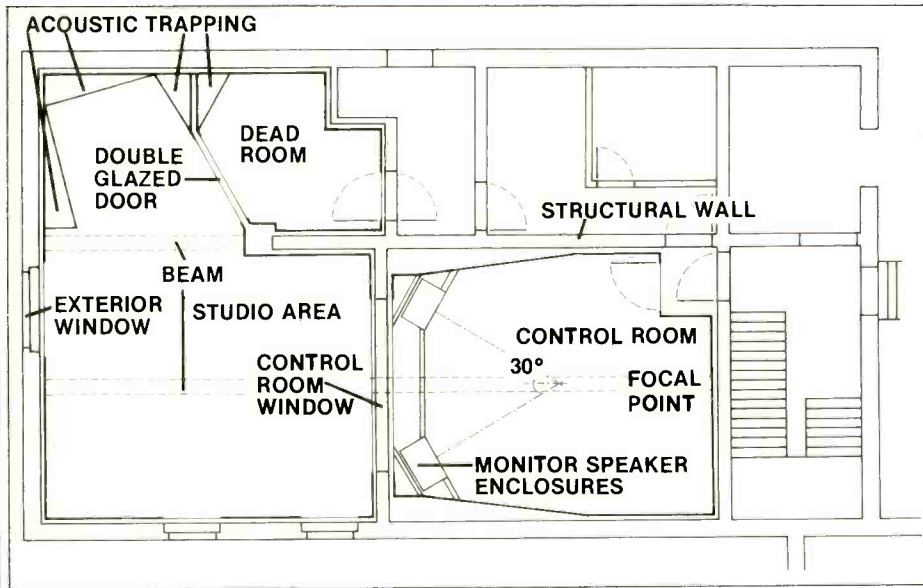 ACOUSTIC TRAPPING
DEAD
ROOM
DOUBLE
GLAZED
DOOR
STRUCTURAL WALL
BEAM
EXTERIOR
WINDOW
STUDIO AREA
CONTROL
ROOM
WINDOW
CONTROL ROOM
30°
FOCAL
POINT
MONITOR SPEAKER
ENCLOSURES